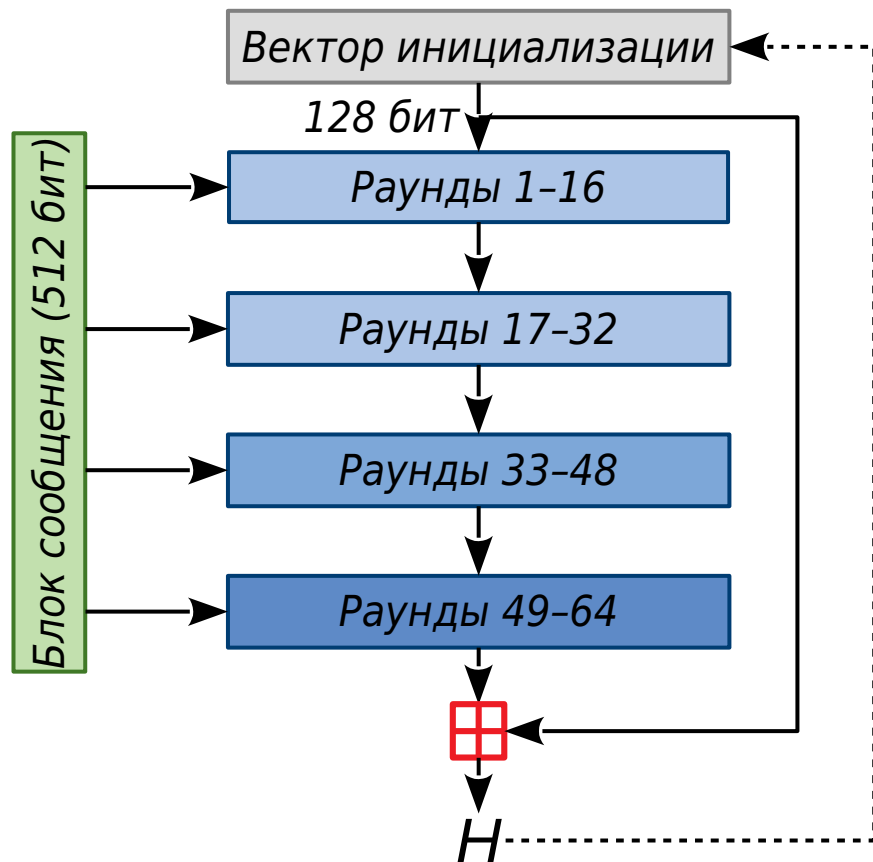 Вектор инициализации
128 бит
Блок сообщения (512 бит)
Раунды 1–16
Раунды 17–32
Раунды 33–48
Раунды 49–64
H